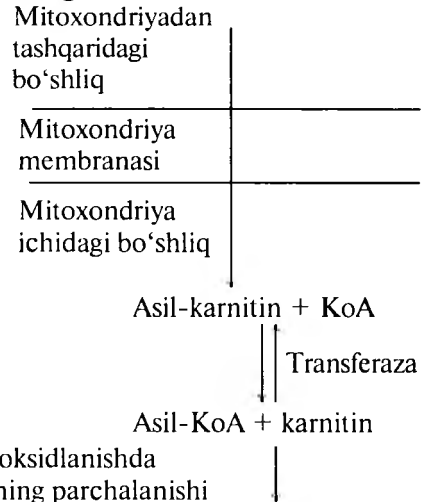 Mitoxondriyadan
tashqaridagi
bo‘shliq
Mitoxondriya
membranasi
Mitoxondriya
ichidagi bo‘shliq
Asil-karnitin + KoA
Transferaza
Asil-KoA + karnitin
oksidlanishda
ning parchalanishi